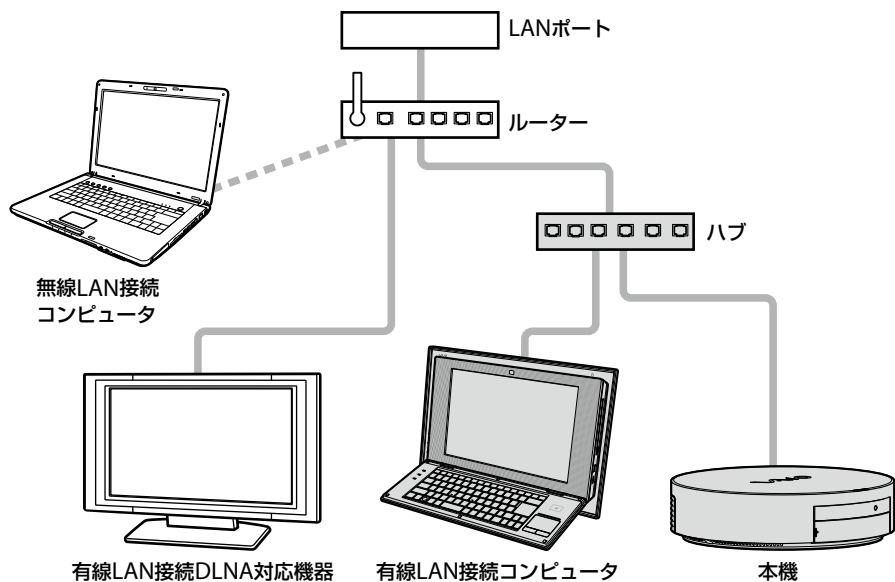 LANポート
ルーター
ハブ
無線LAN接続
コンピュータ
有線LAN接続DLNA対応機器
有線LAN接続コンピュータ
VAIO
本機